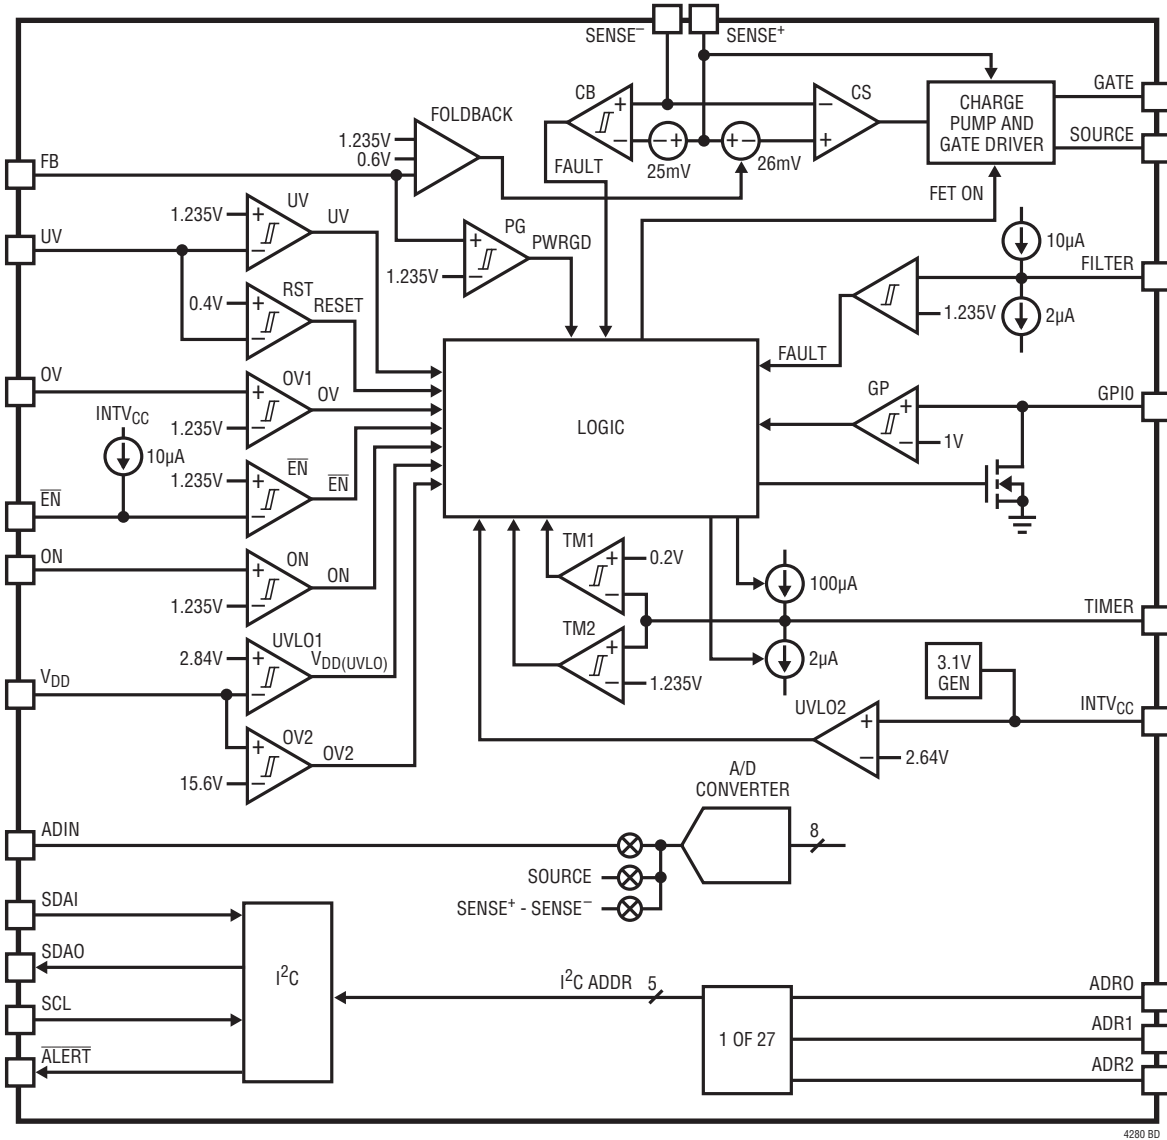 SENSE–
SENSE+
CB
CS
CHARGE
PUMP AND
GATE DRIVER
GATE
SOURCE
FOLDBACK
1.235V
0.6V
FB
25mV
26mV
FAULT
FET ON
UV
1.235V
UV
UV
PG
PWRGD
1.235V
10µA
FILTER
0.4V
RST
RESET
1.235V
2µA
FAULT
OV
OV1
OV
1.235V
LOGIC
GP
GPIO
1V
INTVCC
10µA
1.235V
EN
EN
EN
ON
ON
ON
1.235V
TM1
0.2V
100µA
TIMER
TM2
1.235V
2µA
UVLO1
2.84V
VDD(UVLO)
VDD
3.1V
GEN
INTVCC
UVLO2
2.64V
OV2
OV2
15.6V
A/D
CONVERTER
8
ADIN
SOURCE
SENSE+ - SENSE–
SDAI
SDAO
SCL
ALERT
I2C
I2C ADDR
5
1 OF 27
ADR0
ADR1
ADR2
4280 BD